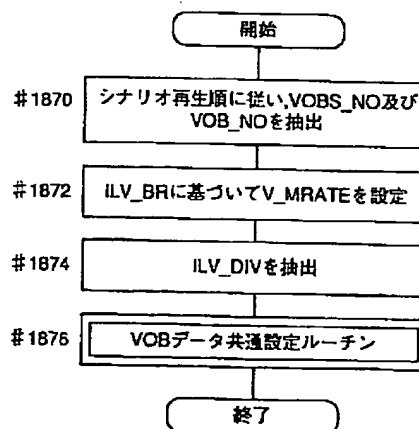 開始
#1870
シナリオ再生順に従い,VOBS_NO及び
VOB_NOを抽出
#1872
ILV_BRに基づいてV_MRATEを設定
#1874
ILV_DIVを抽出
#1876
VOBデータ共通設定ルーチン
終了